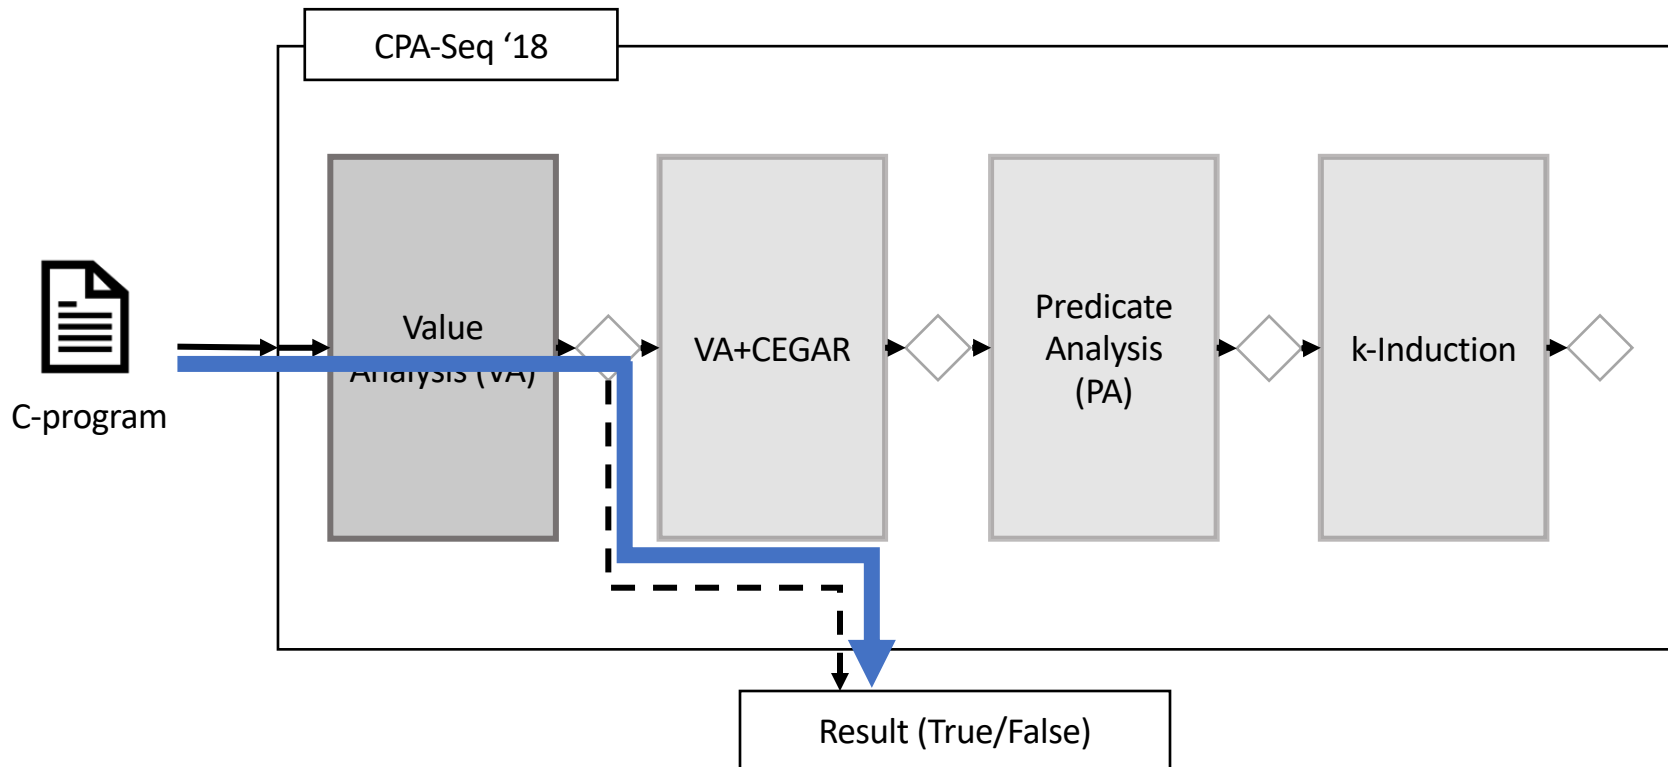 CPA-Seq ‘18
Value
Analysis (VA)
VA+CEGAR
Predicate
Analysis
(PA)
k-Induction
C-program
Result (True/False)